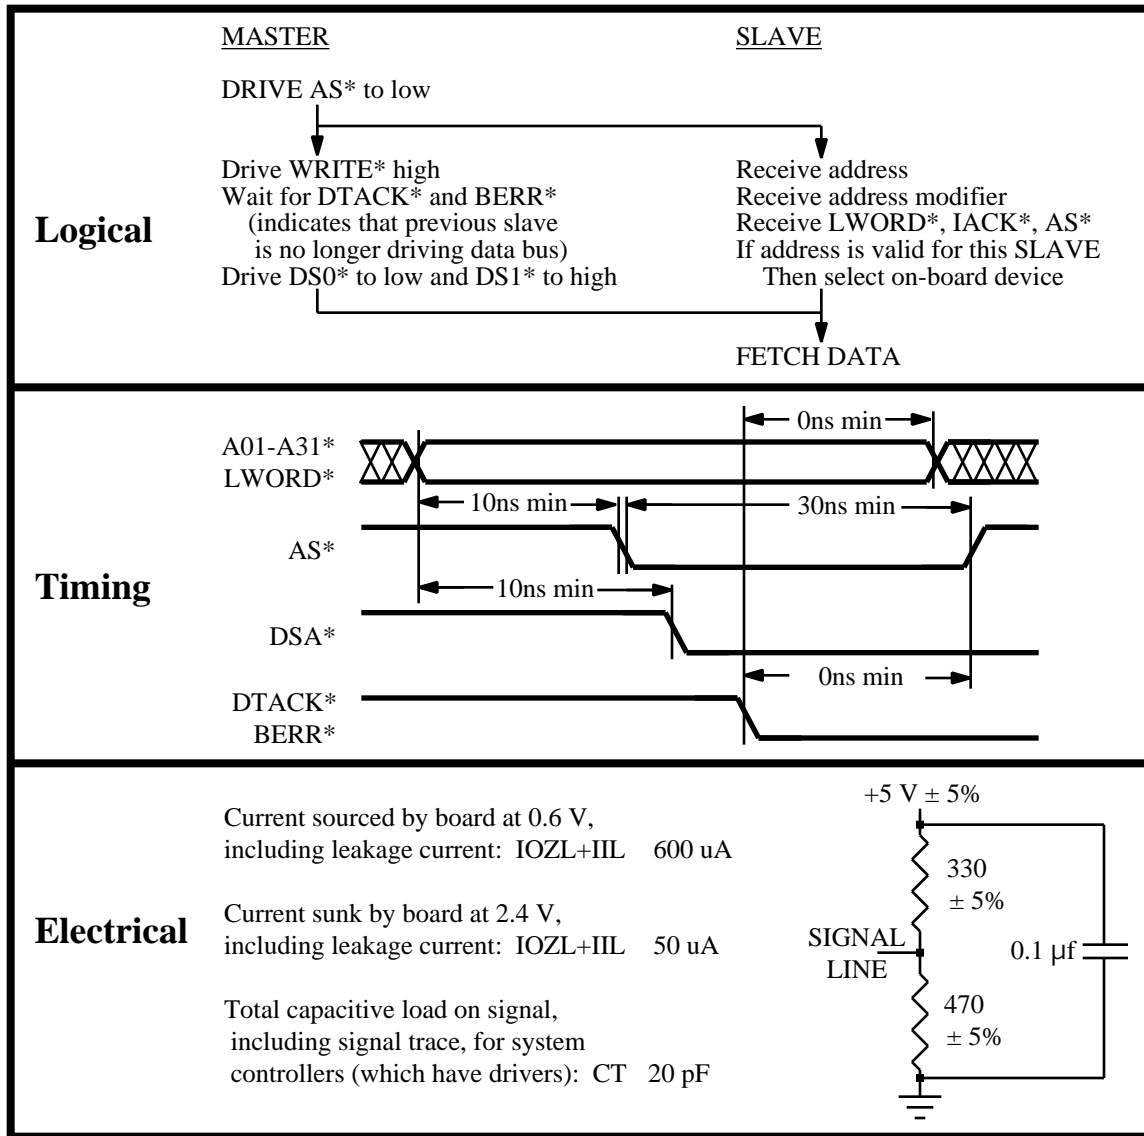 MASTER
SLAVE
DRIVE AS* to low
Drive WRITE* high
Wait for DTACK* and BERR*
(indicates that previous slave
is no longer driving data bus)
Drive DS0* to low and DS1* to high
Receive address
Receive address modifier
Receive LWORD*, IACK*, AS*
If address is valid for this SLAVE
Then select on-board device
FETCH DATA
Logical
0ns min
A01-A31*
LWORD*
10ns min
30ns min
AS*
10ns min
DSA*
0ns min
DTACK*
BERR*
Timing
Electrical
Current sourced by board at 0.6 V,
including leakage current: IOZL+IIL 600 uA
Current sunk by board at 2.4 V,
including leakage current: IOZL+IIL 50 uA
Total capacitive load on signal,
including signal trace, for system
controllers (which have drivers): CT 20 pF
+5 V ± 5%
330
± 5%
SIGNAL
LINE
0.1 µf
470
± 5%